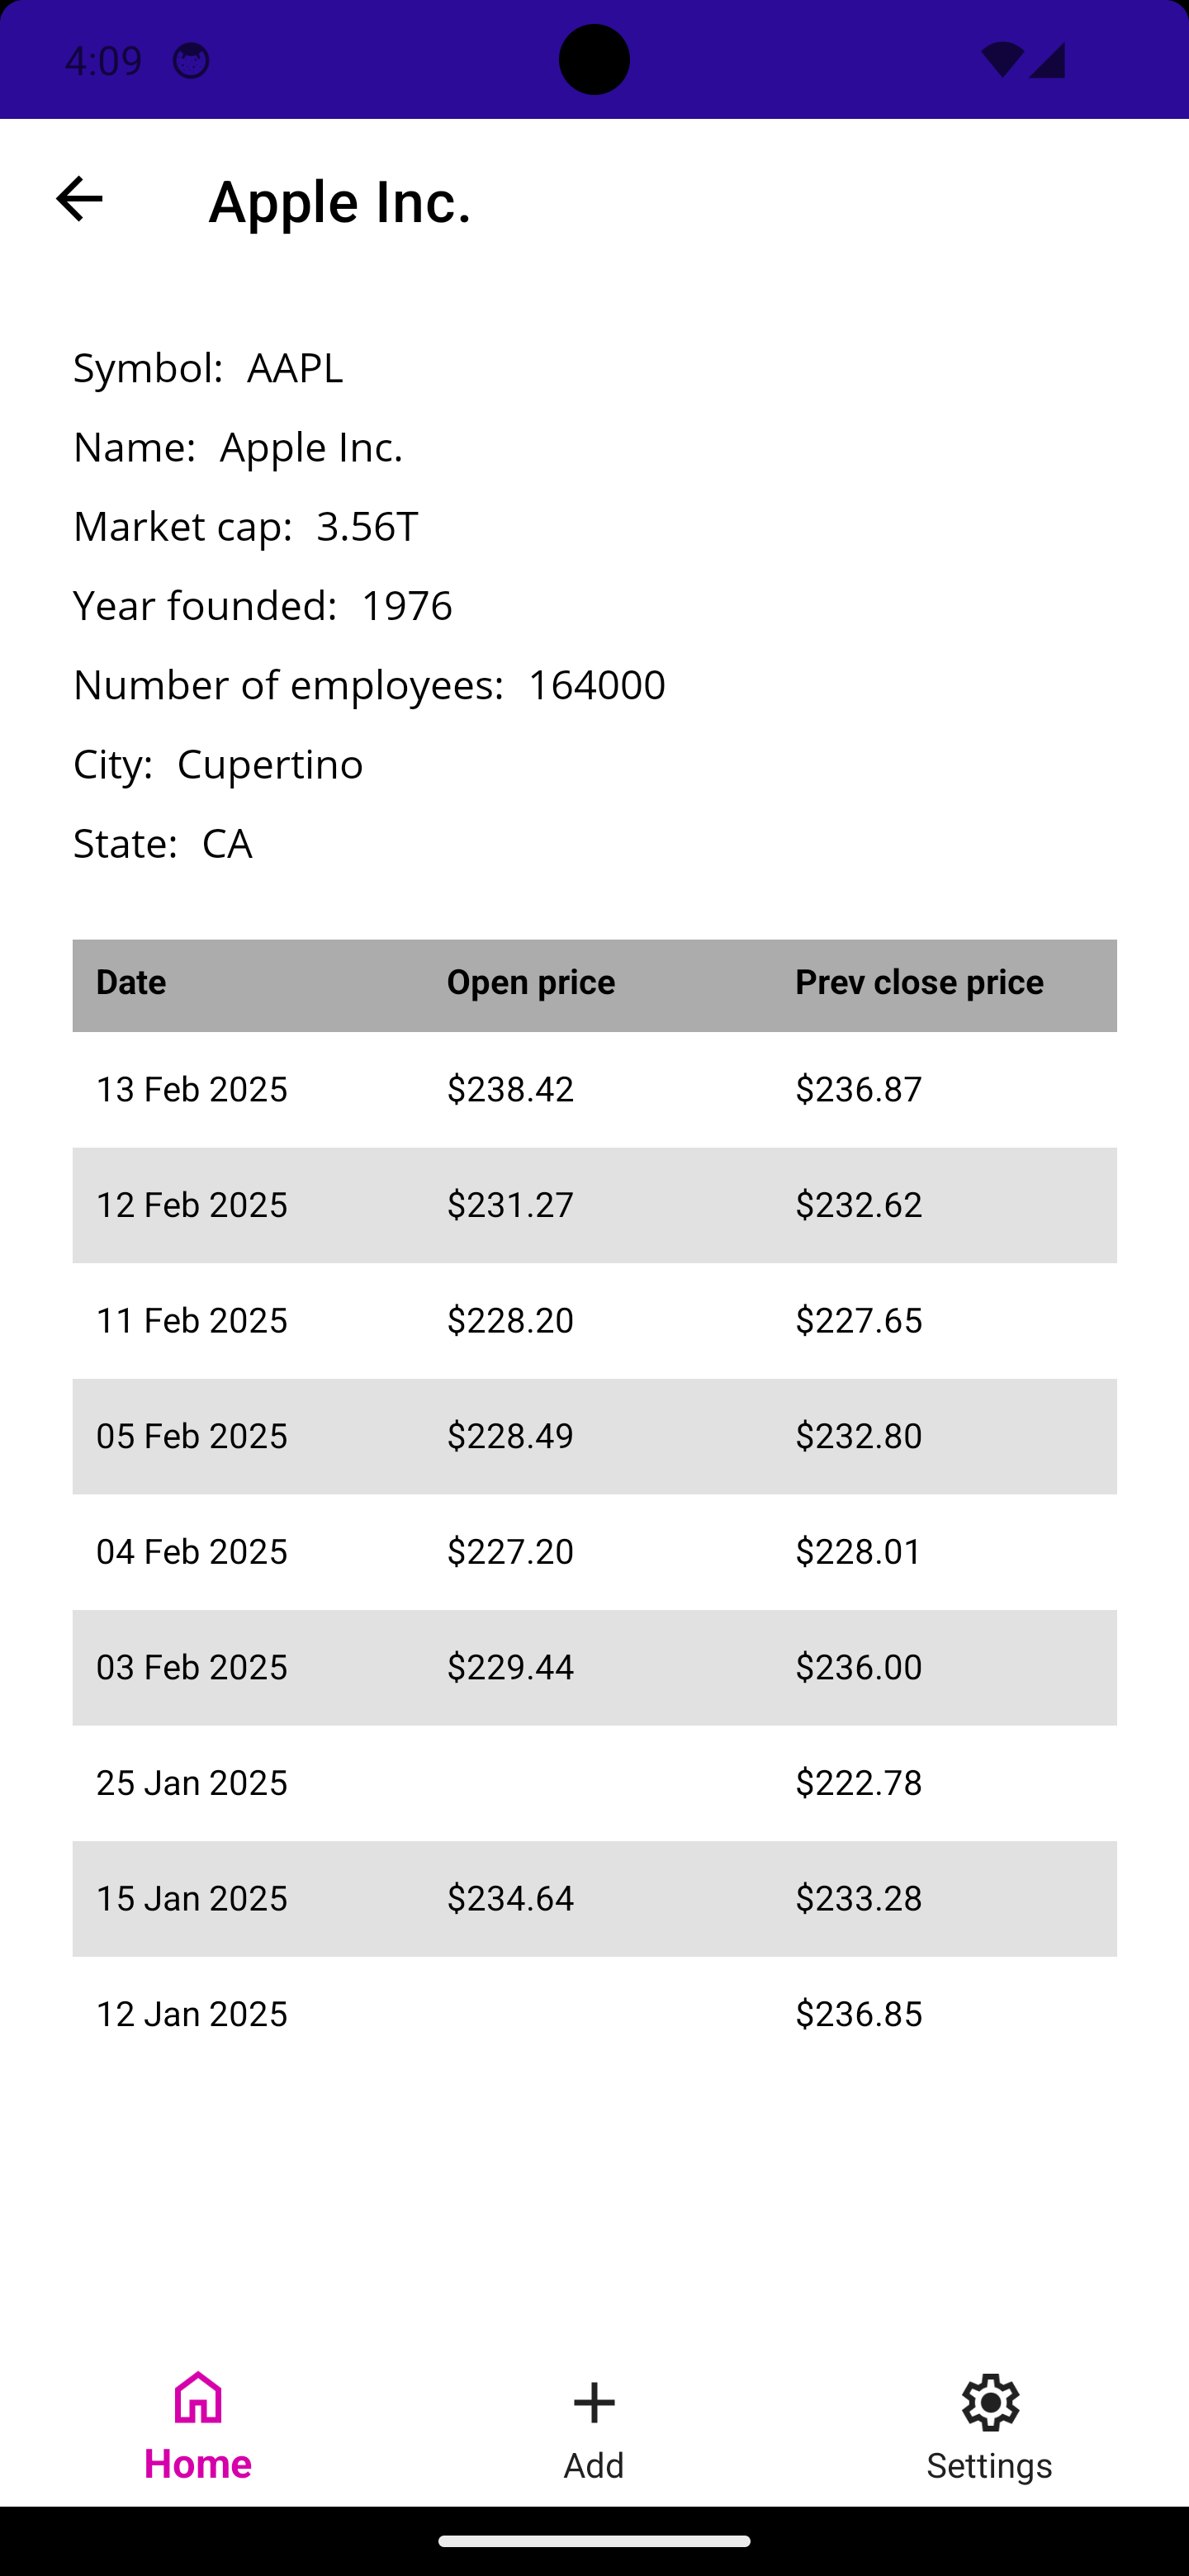 4:09
Apple Inc.
Symbol: AAPL
Name: Apple Inc.
Market cap: 3.56T
Year founded: 1976
Number of employees: 164000
City: Cupertino
State: CA
Date Open price Prev close price
13 Feb 2025 $238.42 $236.87
12 Feb 2025 $231.27 $232.62
11 Feb 2025 $228.20 $227.65
05 Feb 2025 $228.49 $232.80
04 Feb 2025 $227.20 $228.01
03 Feb 2025 $229.44 $236.00
25 Jan 2025 $222.78
15 Jan 2025 $234.64 $233.28
12 Jan 2025 $236.85
Home Add Settings